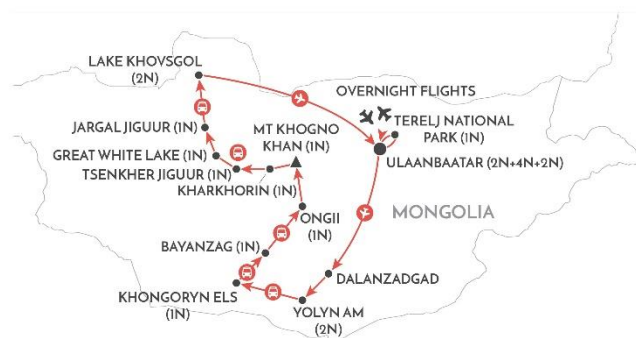 LAKE KHOVSGOL
(2N)
OVERNIGHT FLIGHTS
TERELJ NATIONAL
PARK (1N)
JARGAL JIGUUR (1N)
MT KHOGNO
KHAN (1N)
ULAANBAATAR (2N+4N+2N)
GREAT WHITE LAKE (1N)
TSENKHER JIGUUR (1N)
KHARKHORIN (1N)
ONGII
(1N)
MONGOLIA
BAYANZAG (1N)
DALANZADGAD
KHONGORYN ELS
(1N)
YOLYN AM
(2N)